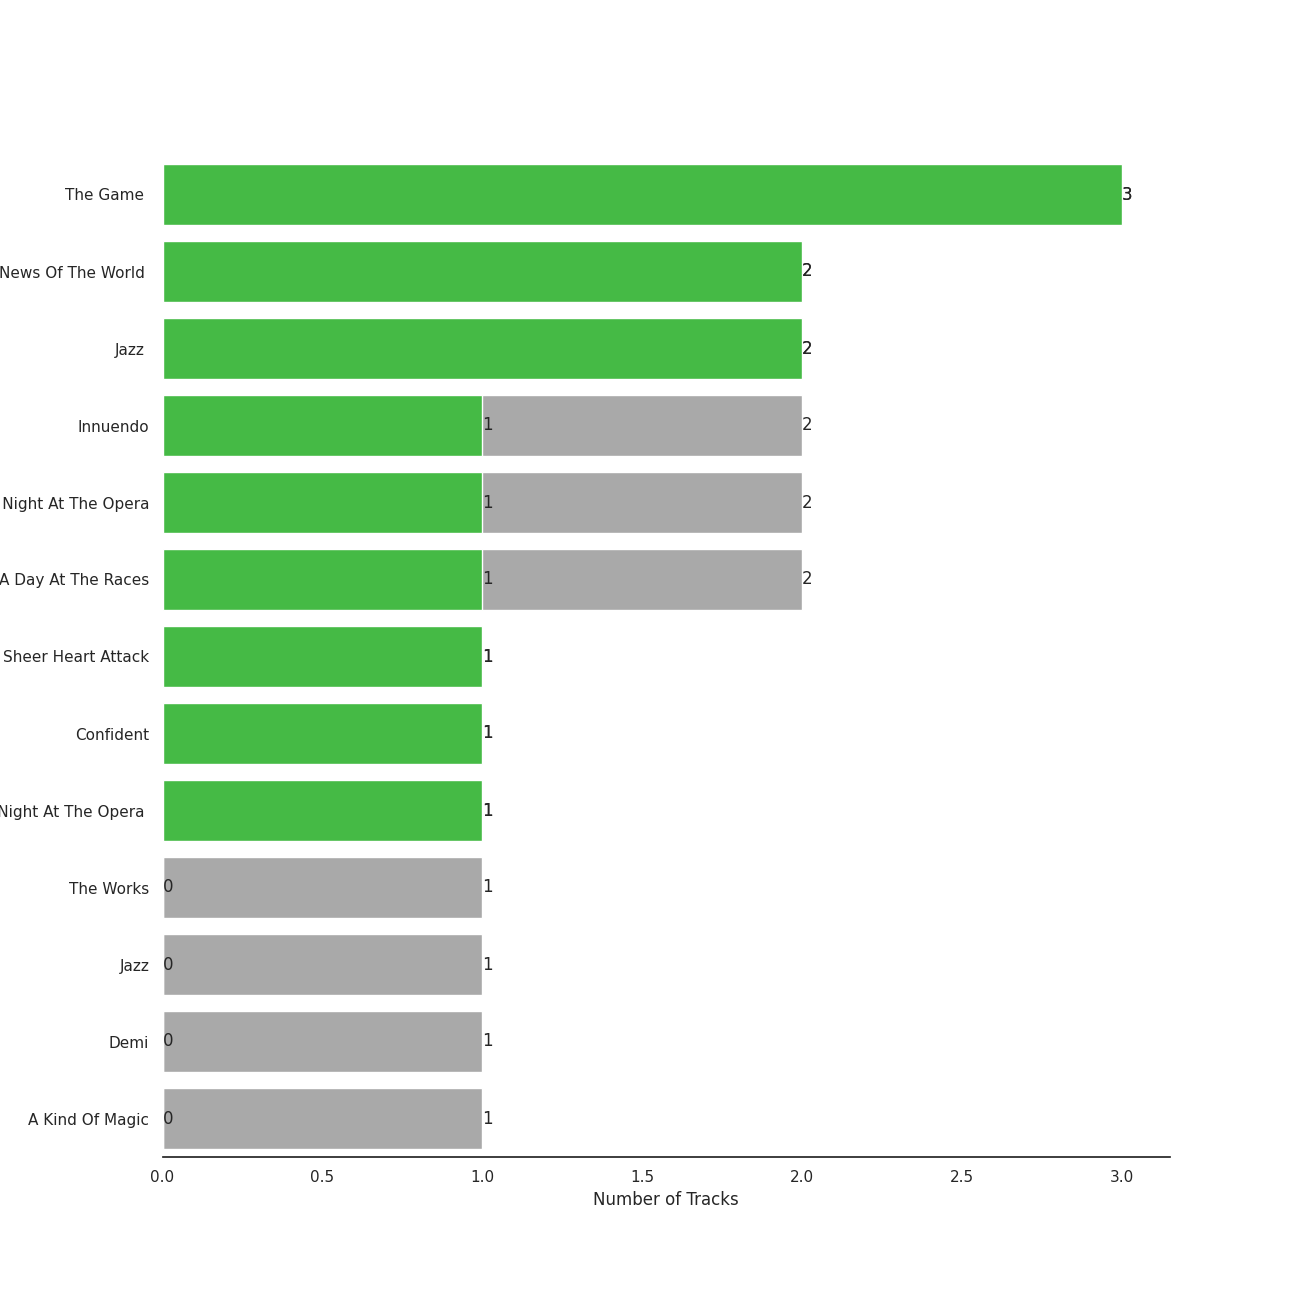 The Game 3
News Of The World 2
Jazz 2
Innuendo 1 2
Night At The Opera 1 2
A Day At The Races 1 2
Sheer Heart Attack 1
Confident 1
Night At The Opera 1
The Works 0 1
Jazz 0 1
Demi 0 1
A Kind Of Magic 0 1
0.0 0.5 1.0 1.5 2.0 2.5 3.0
Number of Tracks